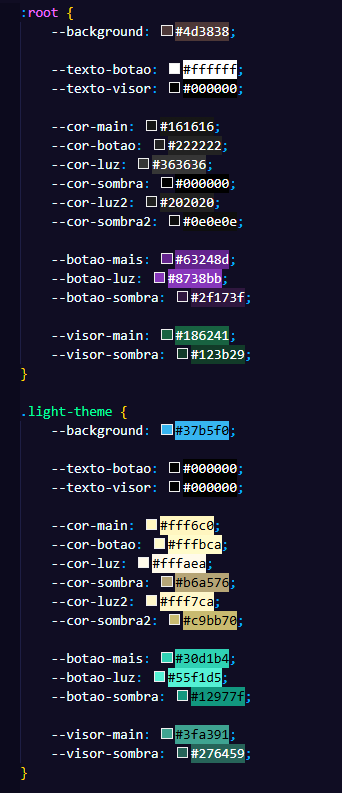 :root {
--background: #4d3838;
--texto-botao: #ffffff;
--texto-visor: #000000;
--cor-main: #161616;
--cor-botao: #222222;
--cor-luz: #363636;
--cor-sombra: #000000;
--cor-luz2: #202020;
--cor-sombra2: #0e0e0e;
--botao-mais: #63248d;
--botao-luz: #8738bb;
--botao-sombra: #2f173f;
--visor-main: #186241;
--visor-sombra: #123b29;
}
.light-theme {
--background: #37b5f0;
--texto-botao: #000000;
--texto-visor: #000000;
--cor-main: #fff6c0;
--cor-botao: #fffbca;
--cor-luz: #fffaea;
--cor-sombra: #b6a576;
--cor-luz2: #fff7ca;
--cor-sombra2: #c9bb70;
--botao-mais: #30d1b4;
--botao-luz: #55f1d5;
--botao-sombra: #12977f;
--visor-main: #3fa391;
--visor-sombra: #276459;
}